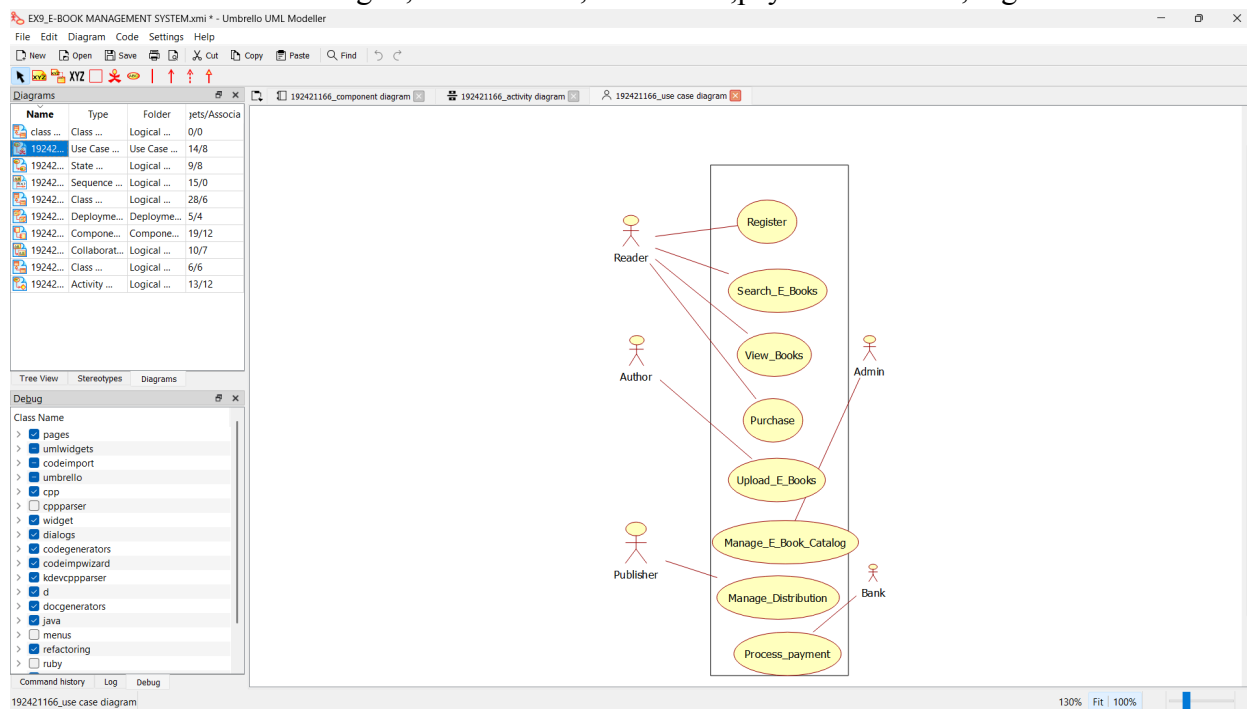 EX9_E-BOOK MANAGEMENT SYSTEM.xmi * - Umbrello UML Modeller
File Edit Diagram Code Settings Help
New Open Save Cut Copy Paste Find
XYZ
Diagrams
192421166_component diagram 192421166_activity diagram 192421166_use case diagram
Name Type Folder jets/Associa
class ... Class ... Logical ... 0/0
19242... Use Case ... Use Case ... 14/8
19242... State ... Logical ... 9/8
19242... Sequence ... Logical ... 15/0
19242... Class ... Logical ... 28/6
19242... Deployme... Deployme... 5/4
19242... Compone... Compone... 19/12
19242... Collaborat... Logical ... 10/7
19242... Class ... Logical ... 6/6
19242... Activity ... Logical ... 13/12
Tree View Stereotypes Diagrams
Debug
Class Name
pages
umlwidgets
codeimport
umbrello
cpp
cppparser
widget
dialogs
codegenerators
codeimpwizard
kdevcppparser
d
docgenerators
java
menus
refactoring
ruby
Command history Log Debug
192421166_use case diagram
Register
Reader
Search_E_Books
View_Books
Author
Admin
Purchase
Upload_E_Books
Manage_E_Book_Catalog
Publisher
Manage_Distribution
Bank
Process_payment
130% Fit 100%